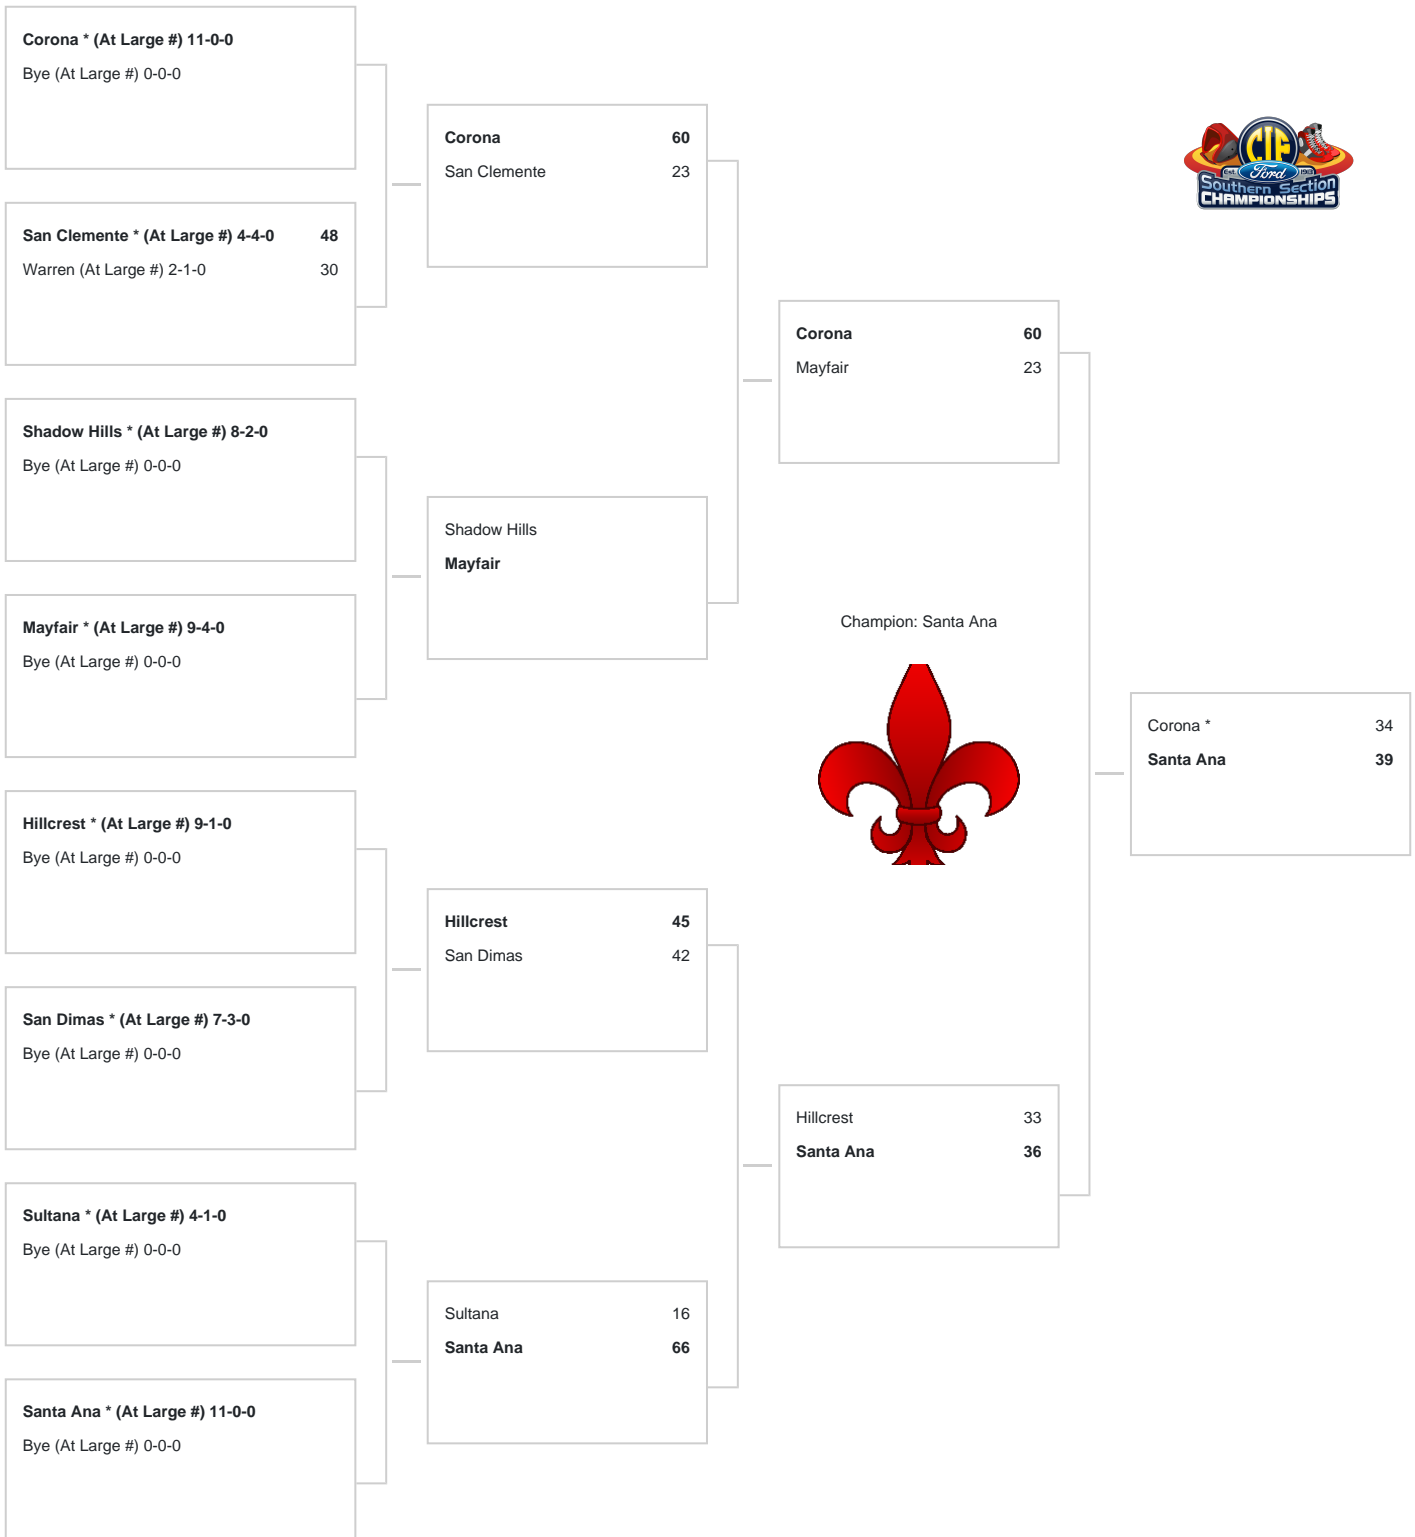 Corona * (At Large #) 11-0-0
Bye (At Large #) 0-0-0
San Clemente * (At Large #) 4-4-0 48
Warren (At Large #) 2-1-0 30
Shadow Hills * (At Large #) 8-2-0
Bye (At Large #) 0-0-0
Mayfair * (At Large #) 9-4-0
Bye (At Large #) 0-0-0
Hillcrest * (At Large #) 9-1-0
Bye (At Large #) 0-0-0
San Dimas * (At Large #) 7-3-0
Bye (At Large #) 0-0-0
Sultana * (At Large #) 4-1-0
Bye (At Large #) 0-0-0
Santa Ana * (At Large #) 11-0-0
Bye (At Large #) 0-0-0
Corona 60
San Clemente 23
Shadow Hills
Mayfair
Hillcrest 45
San Dimas 42
Sultana 16
Santa Ana 66
Corona 60
Mayfair 23
Hillcrest 33
Santa Ana 36
Champion: Santa Ana
Corona * 34
Santa Ana 39
CIF
Est. Ford 1913
Southern Section
CHAMPIONSHIPS